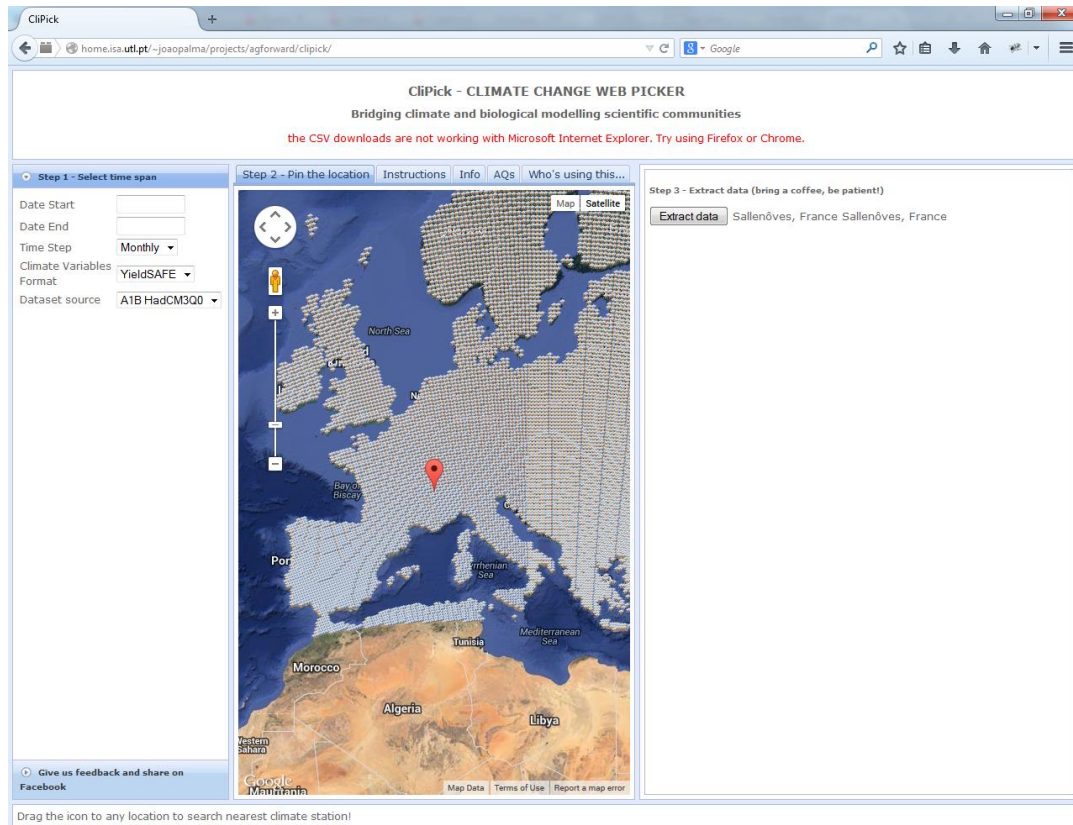 CliPick
home.isa.utl.pt/~joaopalma/projects/agforward/clipick/
Google
CliPick - CLIMATE CHANGE WEB PICKER
Bridging climate and biological modelling scientific communities
the CSV downloads are not working with Microsoft Internet Explorer. Try using Firefox or Chrome.
Step 1 - Select time span
Date Start
Date End
Time Step Monthly
Climate Variables Format YieldSAFE
Dataset source A1B HadCM3Q0
Give us feedback and share on
Facebook
Step 2 - Pin the location Instructions Info AQs Who's using this...
Map Satellite
North Sea
Bay of
Biscay
Por
Tyrrhenian
Sea
Mediterranean
Sea
Tunisia
Morocco
Algeria
Libya
Western
Sahara
Google
Mauritania
Map Data Terms of Use Report a map error
Step 3 - Extract data (bring a coffee, be patient!)
Extract data Sallenôves, France Sallenôves, France
Drag the icon to any location to search nearest climate station!